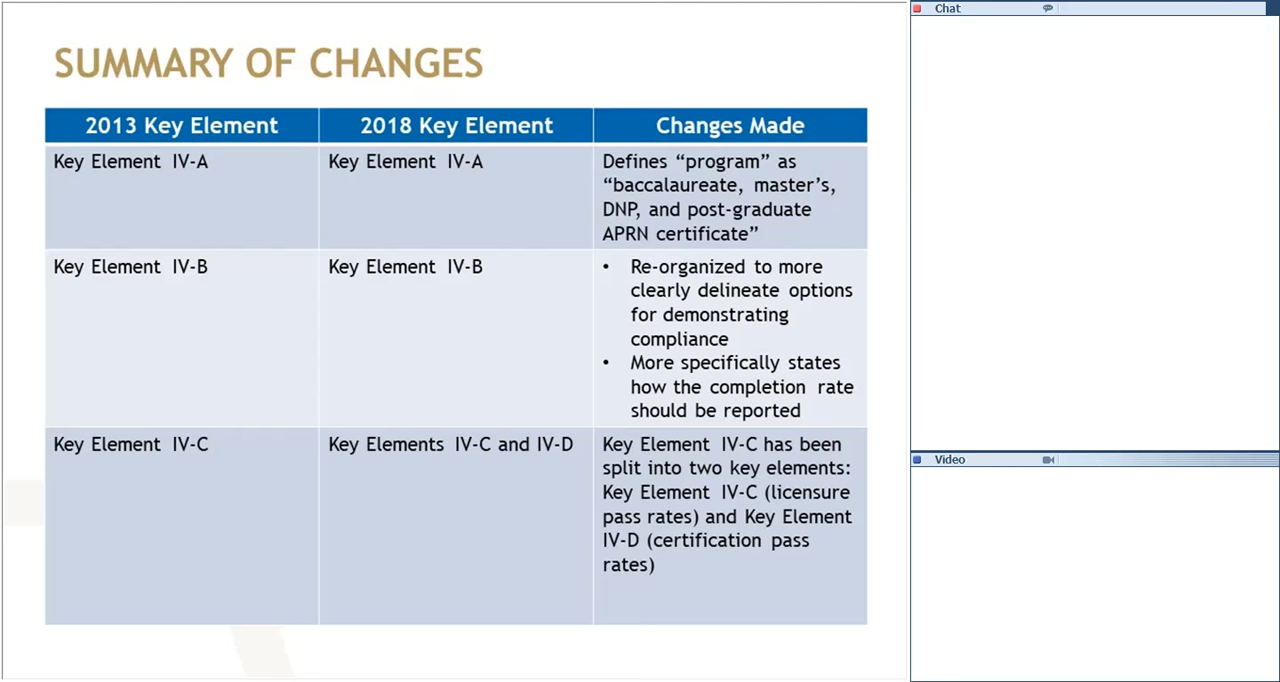 SUMMARY OF CHANGES
2013 Key Element
2018 Key Element
Changes Made
Key Element IV-A
Key Element IV-A
Defines “program” as
“baccalaureate, master’s,
DNP, and post-graduate
APRN certificate”
Key Element IV-B
Key Element IV-B
• Re-organized to more
clearly delineate options
for demonstrating
compliance
• More specifically states
how the completion rate
should be reported
Key Element IV-C
Key Elements IV-C and IV-D
Key Element IV-C has been
split into two key elements:
Key Element IV-C (licensure
pass rates) and Key Element
IV-D (certification pass
rates)
Chat
Video